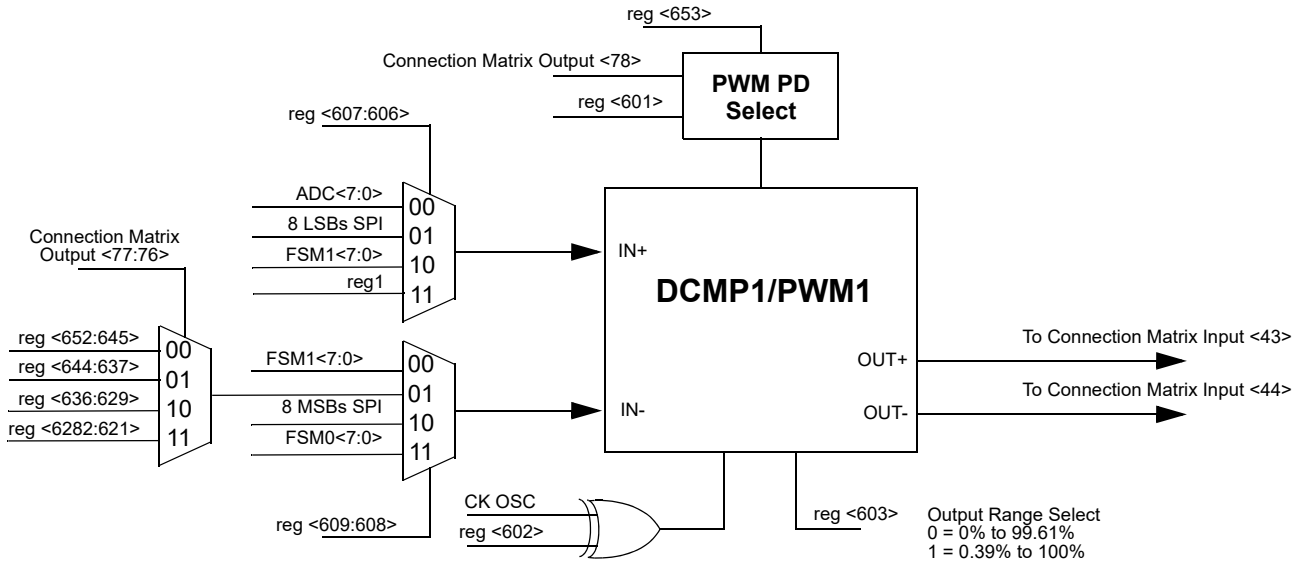 reg <653>
Connection Matrix Output <78>
reg <601>
PWM PD
Select
reg <607:606>
ADC<7:0>
8 LSBs SPI
FSM1<7:0>
reg1
00
01
10
11
IN+
Connection Matrix
Output <77:76>
reg <652:645>
reg <644:637>
reg <636:629>
reg <6282:621>
00
01
10
11
FSM1<7:0>
8 MSBs SPI
FSM0<7:0>
00
01
10
11
IN-
reg <609:608>
DCMP1/PWM1
OUT+
OUT-
To Connection Matrix Input <43>
To Connection Matrix Input <44>
CK OSC
reg <602>
reg <603>
Output Range Select
0 = 0% to 99.61%
1 = 0.39% to 100%